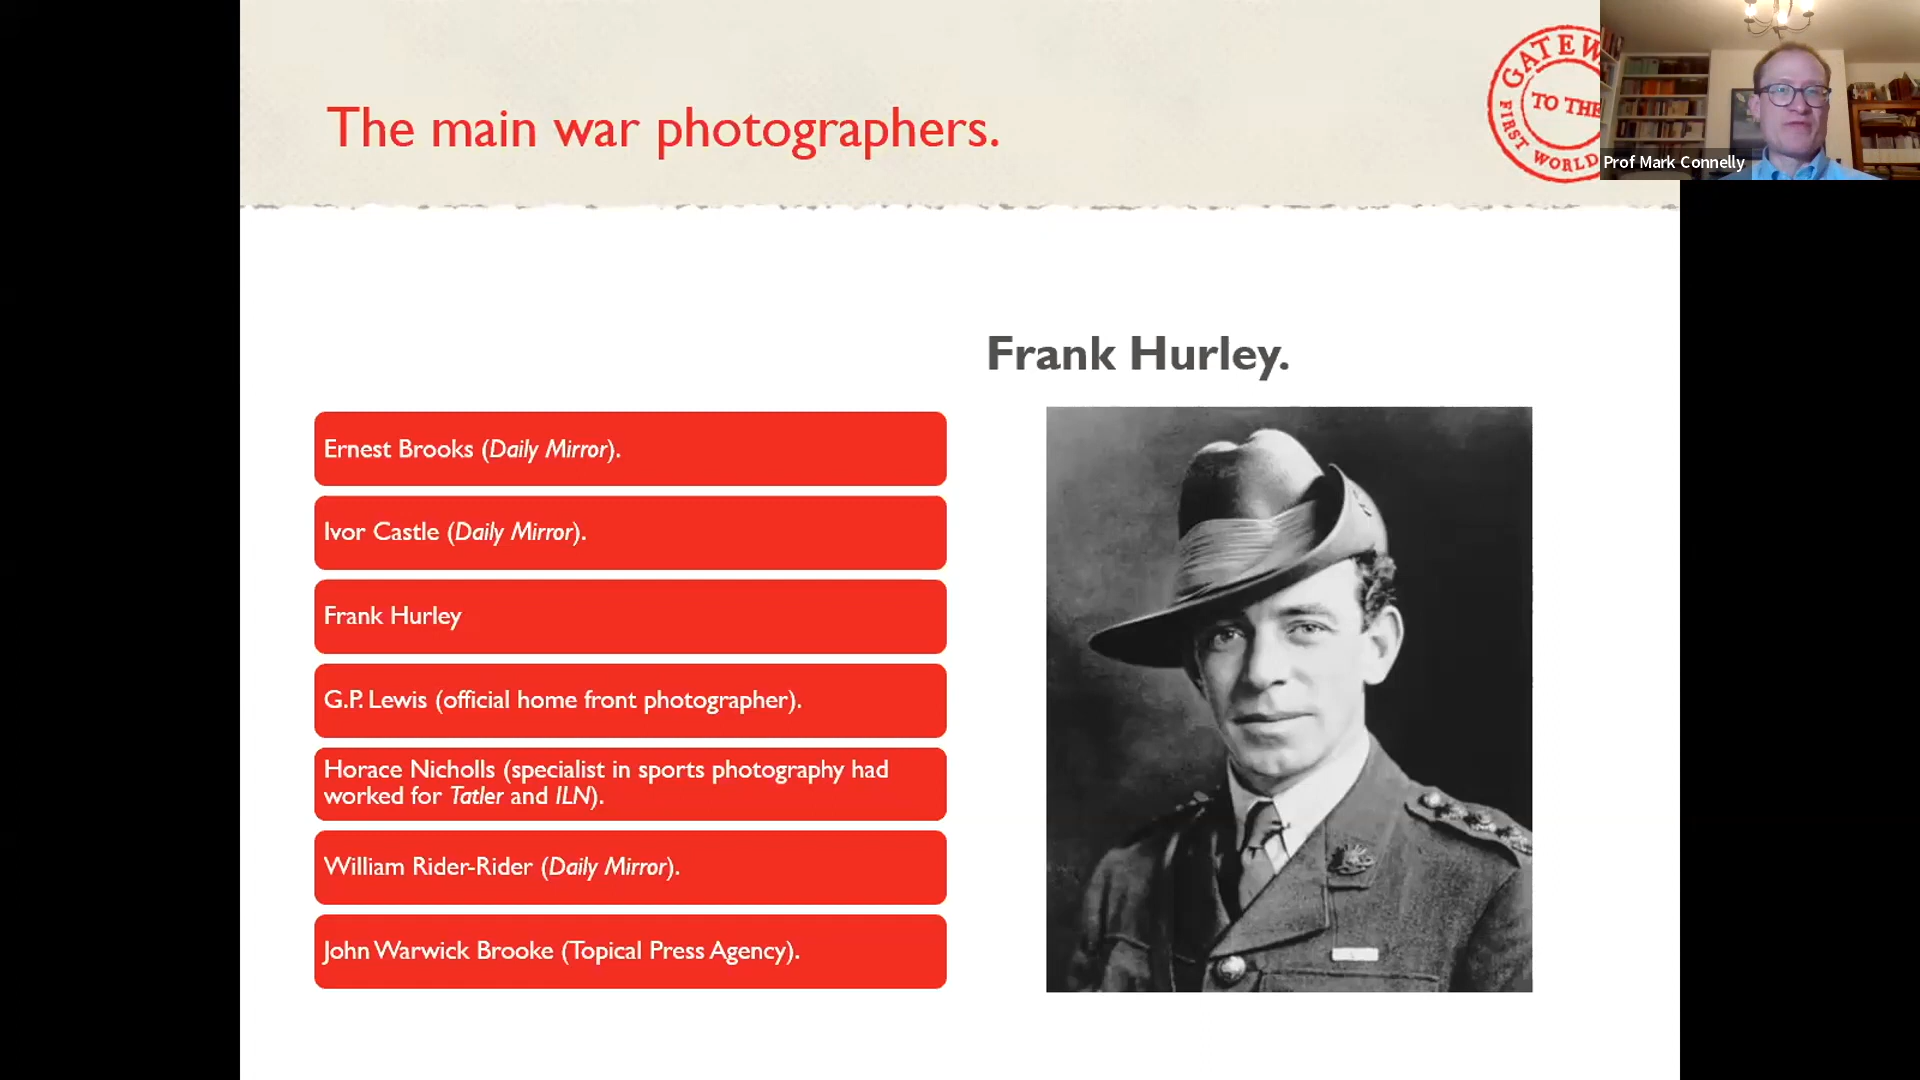 The main war photographers.
GATEW
TO THE
FIRST WORLD
Prof Mark Connelly
Frank Hurley.
Ernest Brooks (Daily Mirror).
Ivor Castle (Daily Mirror).
Frank Hurley
G.P. Lewis (official home front photographer).
Horace Nicholls (specialist in sports photography had
worked for Tatler and ILN).
William Rider-Rider (Daily Mirror).
John Warwick Brooke (Topical Press Agency).